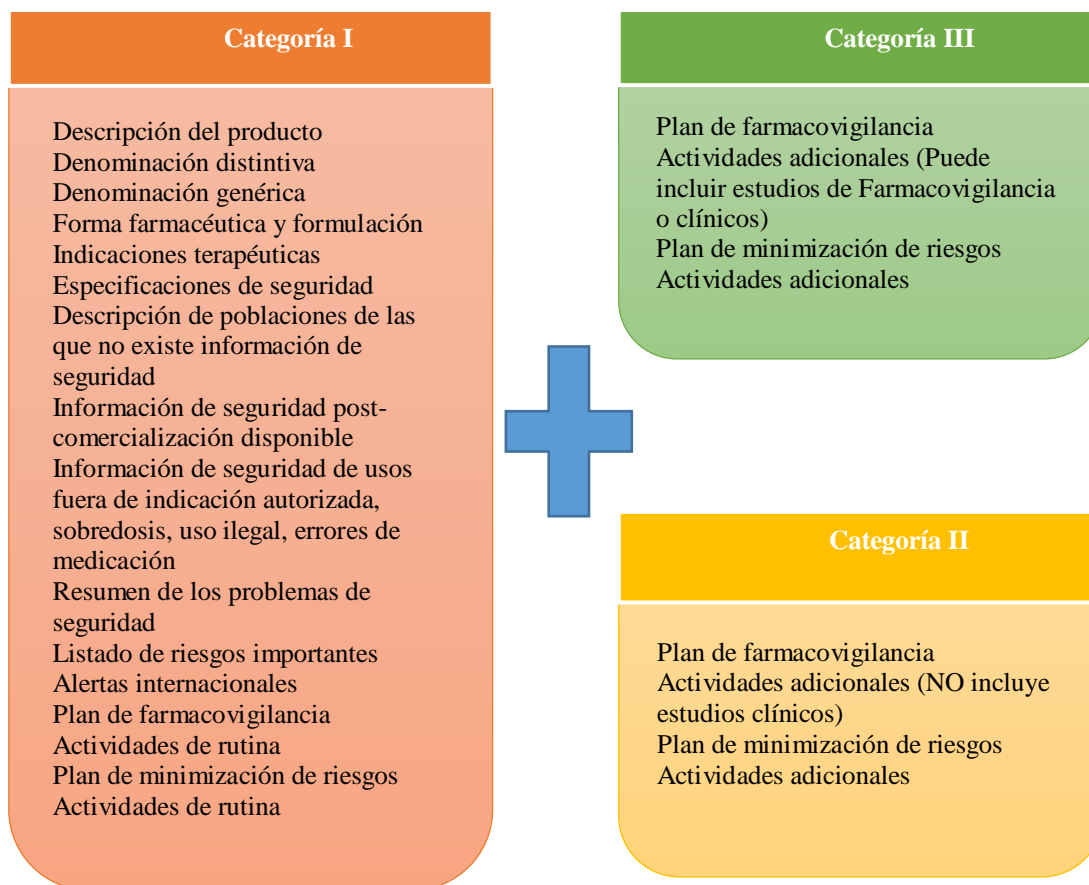 Categoría I
Descripción del producto
Denominación distintiva
Denominación genérica
Forma farmacéutica y formulación
Indicaciones terapéuticas
Especificaciones de seguridad
Descripción de poblaciones de las
que no existe información de
seguridad
Información de seguridad post-
comercialización disponible
Información de seguridad de usos
fuera de indicación autorizada,
sobredosis, uso ilegal, errores de
medicación
Resumen de los problemas de
seguridad
Listado de riesgos importantes
Alertas internacionales
Plan de farmacovigilancia
Actividades de rutina
Plan de minimización de riesgos
Actividades de rutina
Categoría III
Plan de farmacovigilancia
Actividades adicionales (Puede
incluir estudios de Farmacovigilancia
o clínicos)
Plan de minimización de riesgos
Actividades adicionales
Categoría II
Plan de farmacovigilancia
Actividades adicionales (NO incluye
estudios clínicos)
Plan de minimización de riesgos
Actividades adicionales